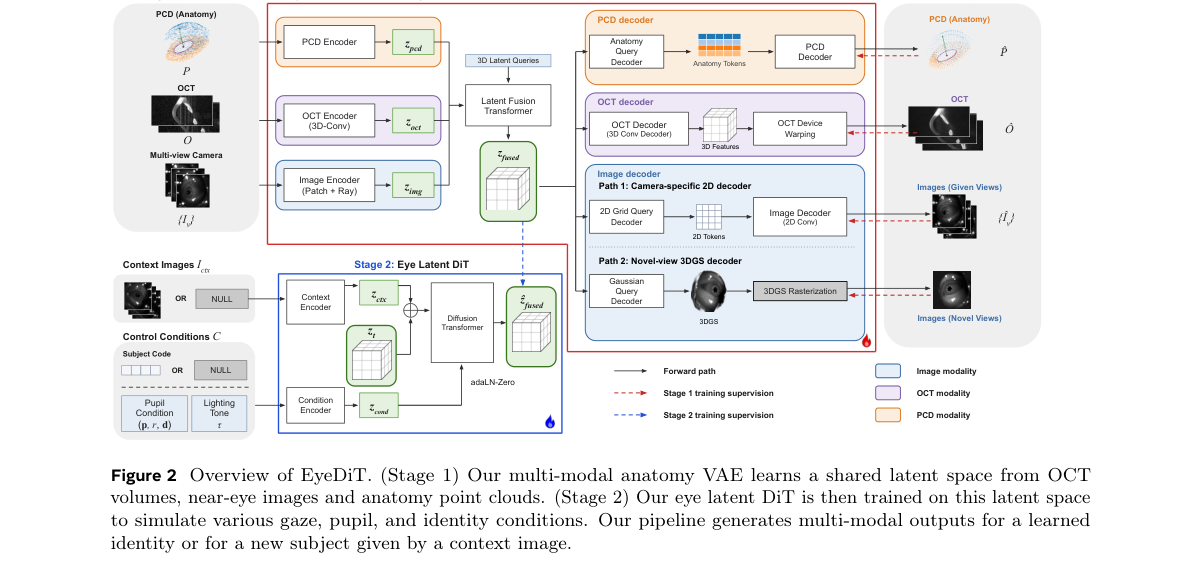 PCD (Anatomy)
P
OCT
O
Multi-view Camera
{I_v}
PCD Encoder
z_pcd
OCT Encoder
(3D-Conv)
z_oct
Image Encoder
(Patch + Ray)
z_img
3D Latent Queries
Latent Fusion
Transformer
z_fused
PCD decoder
Anatomy
Query
Decoder
Anatomy Tokens
PCD
Decoder
OCT decoder
OCT Decoder
(3D Conv Decoder)
3D Features
OCT Device
Warping
Image decoder
Path 1: Camera-specific 2D decoder
2D Grid Query
Decoder
2D Tokens
Image Decoder
(2D Conv)
Path 2: Novel-view 3DGS decoder
Gaussian
Query
Decoder
3DGS
3DGS Rasterization
PCD (Anatomy)
P̂
OCT
Ô
Images (Given Views)
{Î_v}
Images (Novel Views)
Context Images I_ctx
OR
NULL
Control Conditions C
Subject Code
OR
NULL
Pupil
Condition
(p, r, d)
Lighting
Tone
τ
Stage 2: Eye Latent DiT
Context
Encoder
z_ctx
z_t
Condition
Encoder
z_cond
Diffusion
Transformer
adaLN-Zero
ẑ_fused
Forward path
Stage 1 training supervision
Stage 2 training supervision
Image modality
OCT modality
PCD modality
Figure 2 Overview of EyeDiT. (Stage 1) Our multi-modal anatomy VAE learns a shared latent space from OCT
volumes, near-eye images and anatomy point clouds. (Stage 2) Our eye latent DiT is then trained on this latent space
to simulate various gaze, pupil, and identity conditions. Our pipeline generates multi-modal outputs for a learned
identity or for a new subject given by a context image.